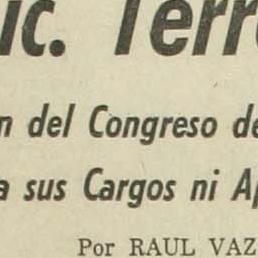 ic. Terr
n del Congreso de
a sus Cargos ni A
Por RAUL VAZ